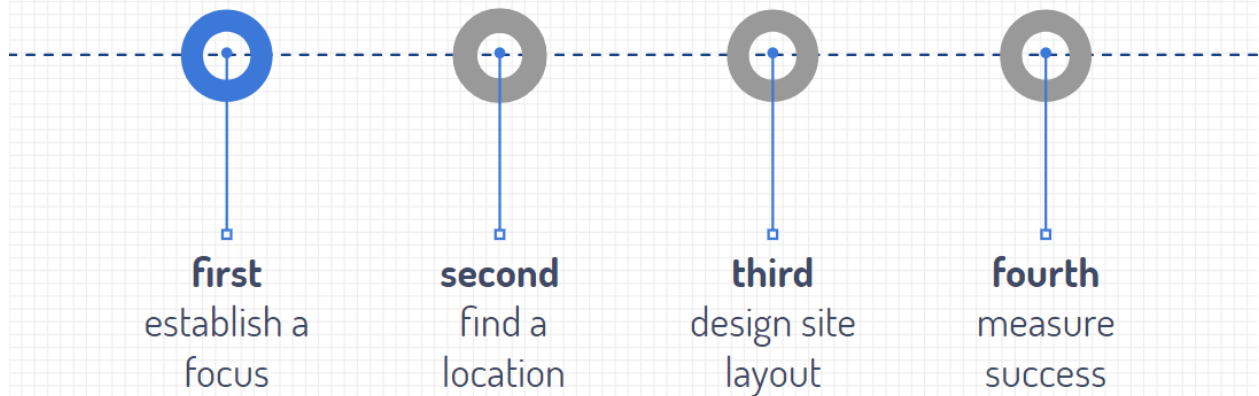 first
establish a
focus
second
find a
location
third
design site
layout
fourth
measure
success